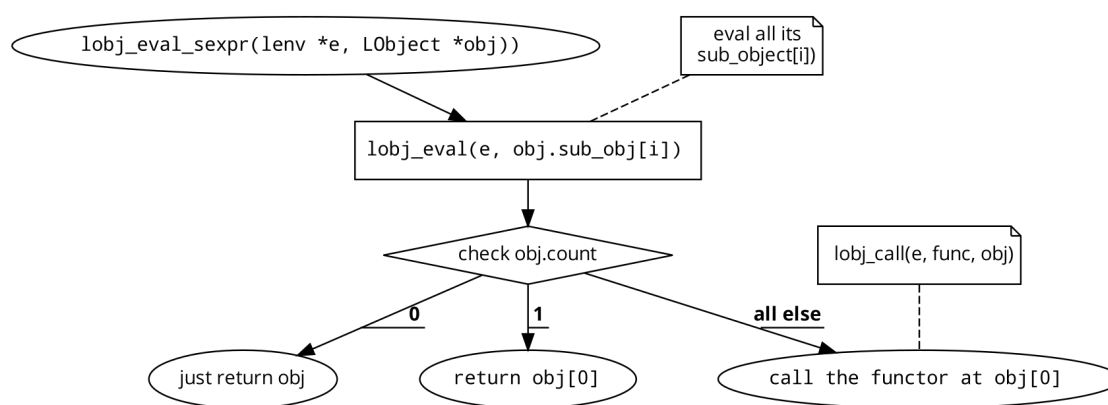 lobj_eval_sexpr(lenv *e, LObject *obj))
eval all its
sub_object[i])
lobj_eval(e, obj.sub_obj[i])
check obj.count
lobj_call(e, func, obj)
0
1
all else
just return obj
return obj[0]
call the functor at obj[0]